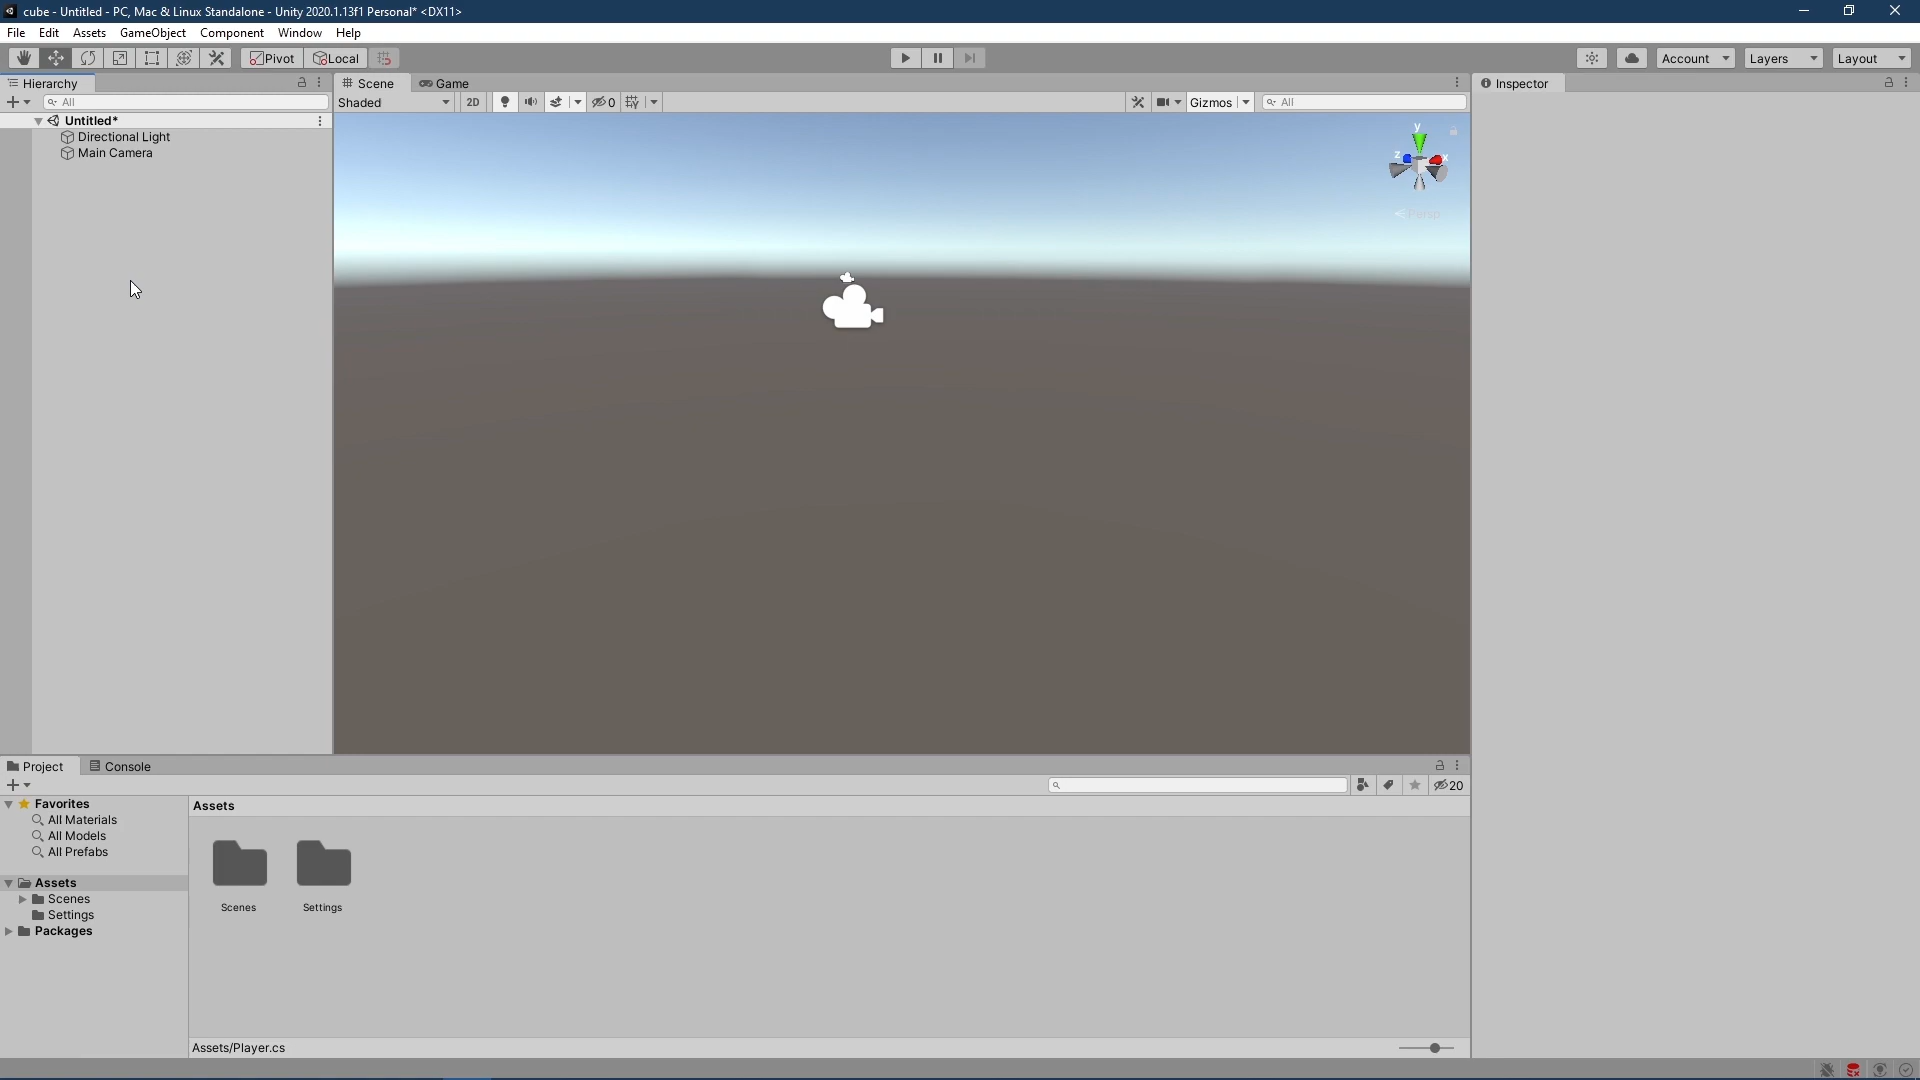 cube - Untitled - PC, Mac & Linux Standalone - Unity 2020.1.13f1 Personal* <DX11>
File Edit Assets GameObject Component Window Help
Pivot Local Account Layers Layout
Hierarchy Scene Game Inspector
All Shaded 2D 0 Gizmos All
Untitled*
Directional Light
Main Camera
y
z x
Persp
Project Console
20
Favorites Assets
All Materials
All Models
All Prefabs
Assets
Scenes
Settings
Packages
Scenes Settings
Assets/Player.cs